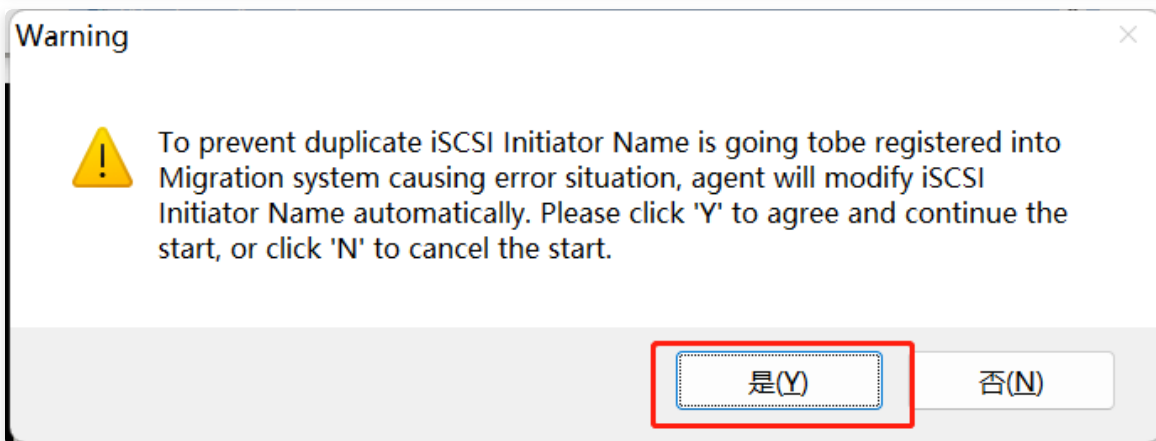 Warning
To prevent duplicate iSCSI Initiator Name is going tobe registered into
Migration system causing error situation, agent will modify iSCSI
Initiator Name automatically. Please click 'Y' to agree and continue the
start, or click 'N' to cancel the start.
是(Y) 否(N)